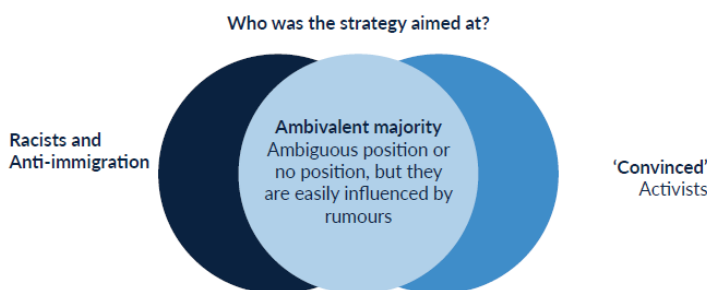 Who was the strategy aimed at?
Racists and
Anti-immigration
Ambivalent majority
Ambiguous position or
no position, but they
are easily influenced by
rumours
‘Convinced’
Activists